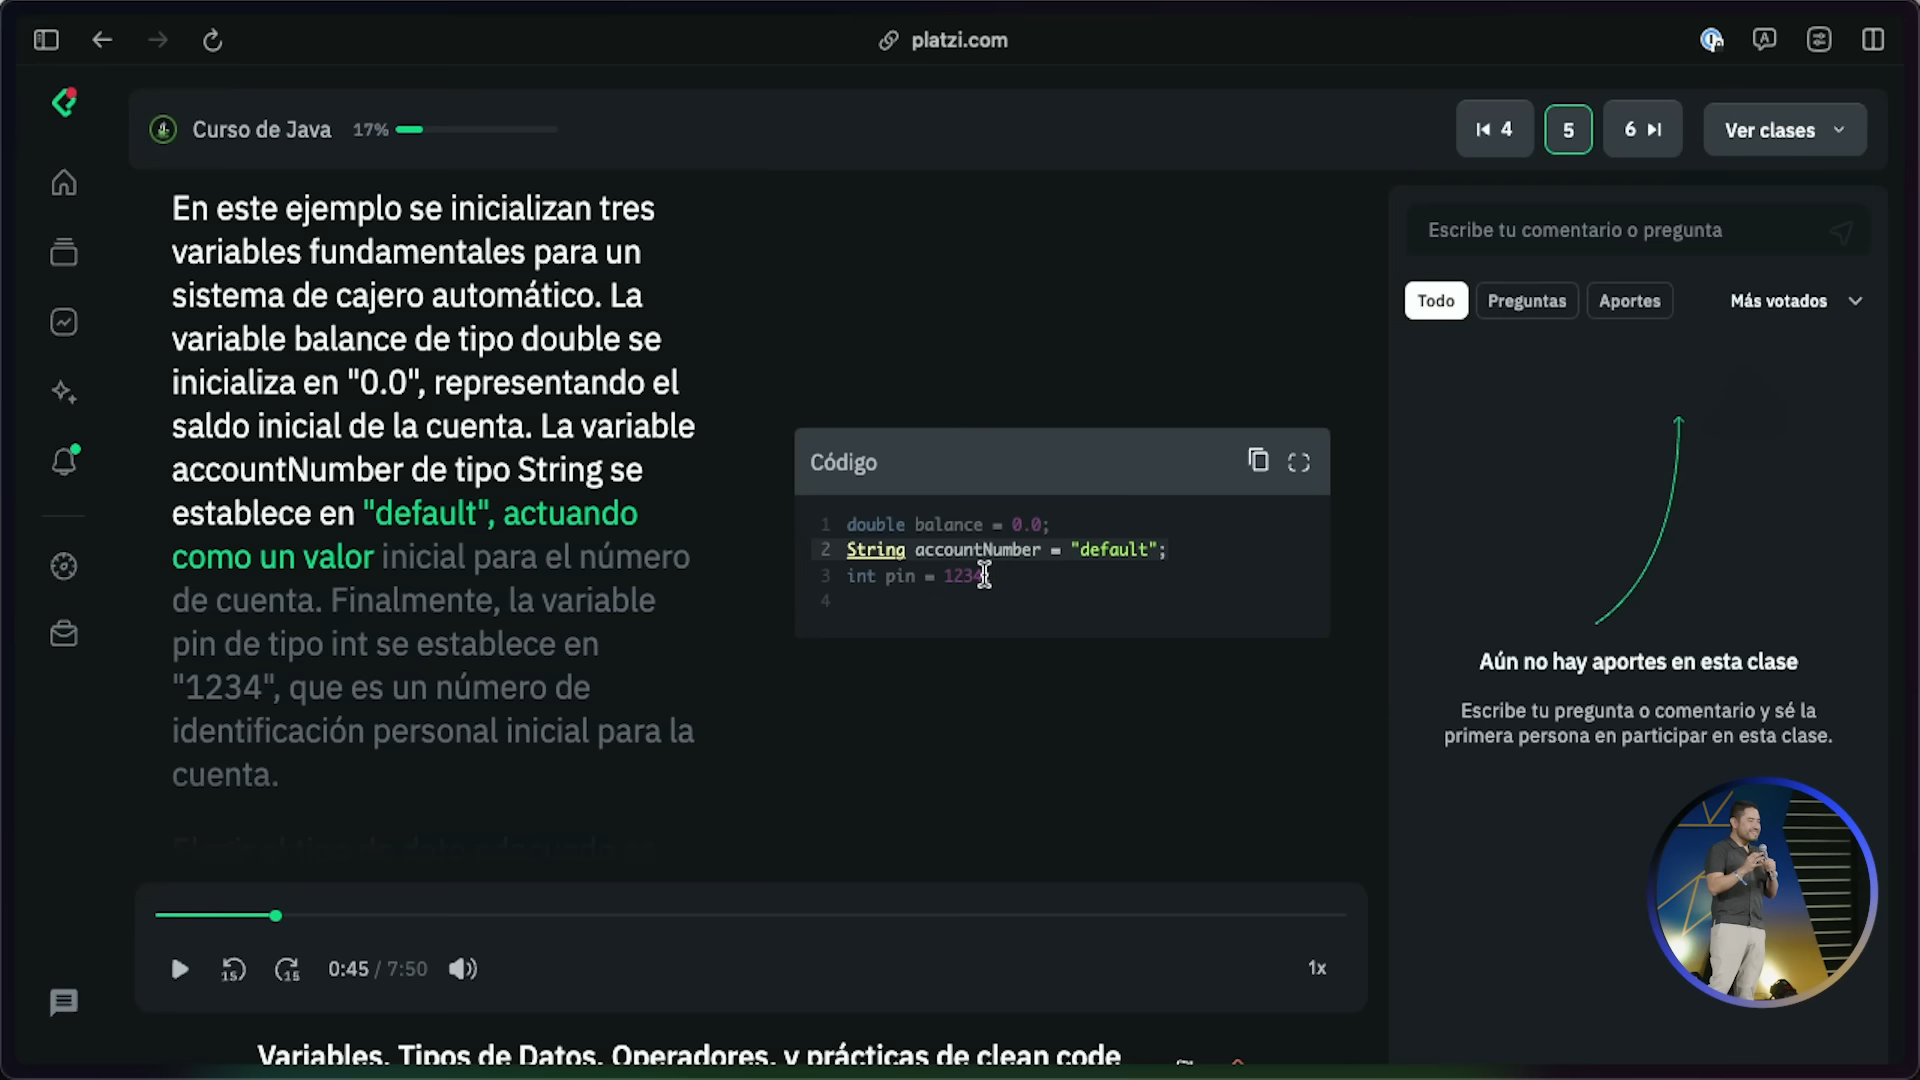 platzi.com
Curso de Java 17%
4
5
6
Ver clases
En este ejemplo se inicializan tres
variables fundamentales para un
sistema de cajero automático. La
variable balance de tipo double se
inicializa en "0.0", representando el
saldo inicial de la cuenta. La variable
accountNumber de tipo String se
establece en "default", actuando
como un valor inicial para el número
de cuenta. Finalmente, la variable
pin de tipo int se establece en
"1234", que es un número de
identificación personal inicial para la
cuenta.
Código
1 double balance = 0.0;
2 String accountNumber = "default";
3 int pin = 1234
4
Escribe tu comentario o pregunta
Todo
Preguntas
Aportes
Más votados
Aún no hay aportes en esta clase
Escribe tu pregunta o comentario y sé la
primera persona en participar en esta clase.
15
15
0:45 / 7:50
1x
Variables, Tipos de Datos, Operadores, y prácticas de clean code